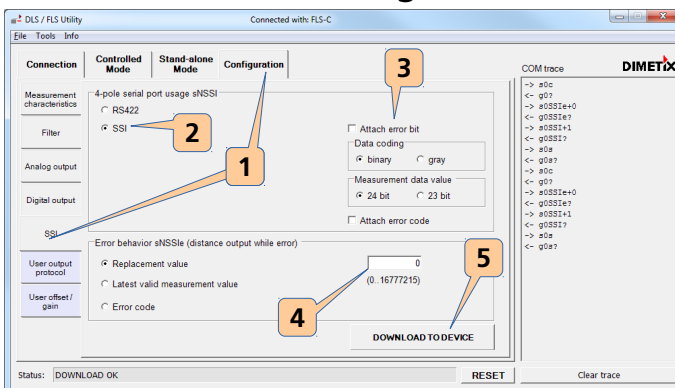 DLS / FLS Utility
Connected with: FLS-C
File Tools Info
Connection
Controlled Mode
Stand-alone Mode
Configuration
Measurement characteristics
Filter
Analog output
Digital output
SSI
User output protocol
User offset / gain
4-pole serial port usage sNSSI
RS422
SSI
Attach error bit
Data coding
binary
gray
Measurement data value
24 bit
23 bit
Attach error code
Error behavior sNSSIe (distance output while error)
Replacement value
0
(0..16777215)
Latest valid measurement value
Error code
DOWNLOAD TO DEVICE
1
2
3
4
5
COM trace
DIMETIX
-> s0c
<- g0?
-> s0SSIe+0
<- g0SSIe?
-> s0SSI+1
<- g0SSI?
-> s0s
<- g0s?
-> s0c
<- g0?
-> s0SSIe+0
<- g0SSIe?
-> s0SSI+1
<- g0SSI?
-> s0s
<- g0s?
Status: DOWNLOAD OK
RESET
Clear trace